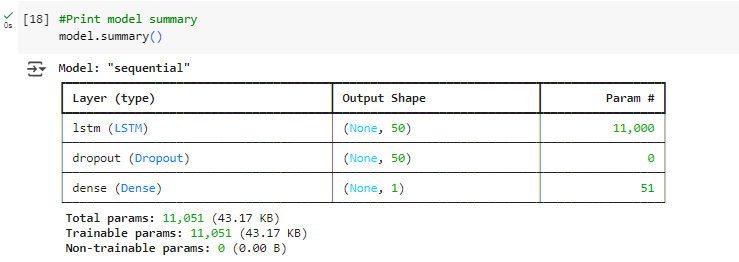 [18] #Print model summary
0s model.summary()
Model: "sequential"
Layer (type) Output Shape Param #
lstm (LSTM) (None, 50) 11,000
dropout (Dropout) (None, 50) 0
dense (Dense) (None, 1) 51
Total params: 11,051 (43.17 KB)
Trainable params: 11,051 (43.17 KB)
Non-trainable params: 0 (0.00 B)